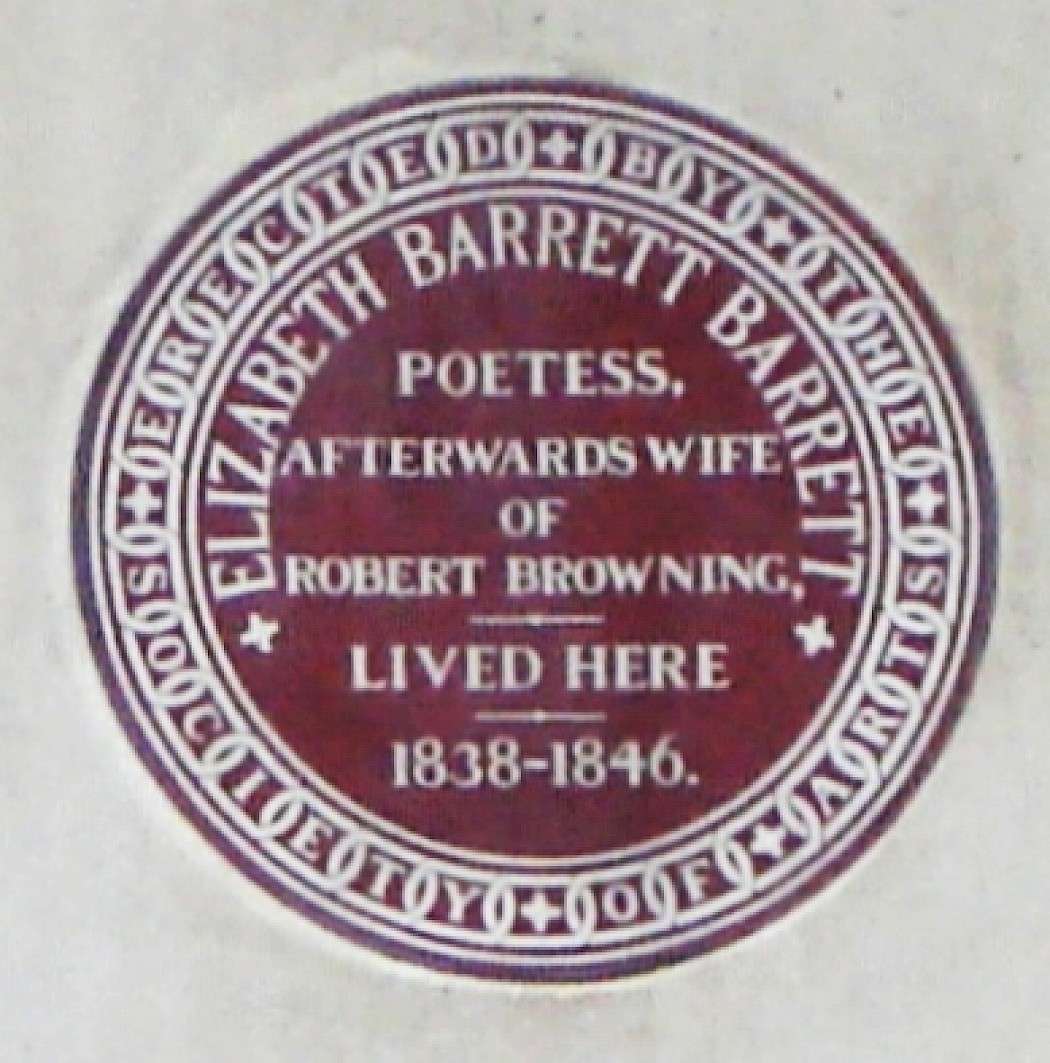 ERECTED BY THE
SOCIETY OF ARTS
ELIZABETH BARRETT BARRETT
POETESS,
AFTERWARDS WIFE
OF
ROBERT BROWNING,
LIVED HERE
1838-1846.